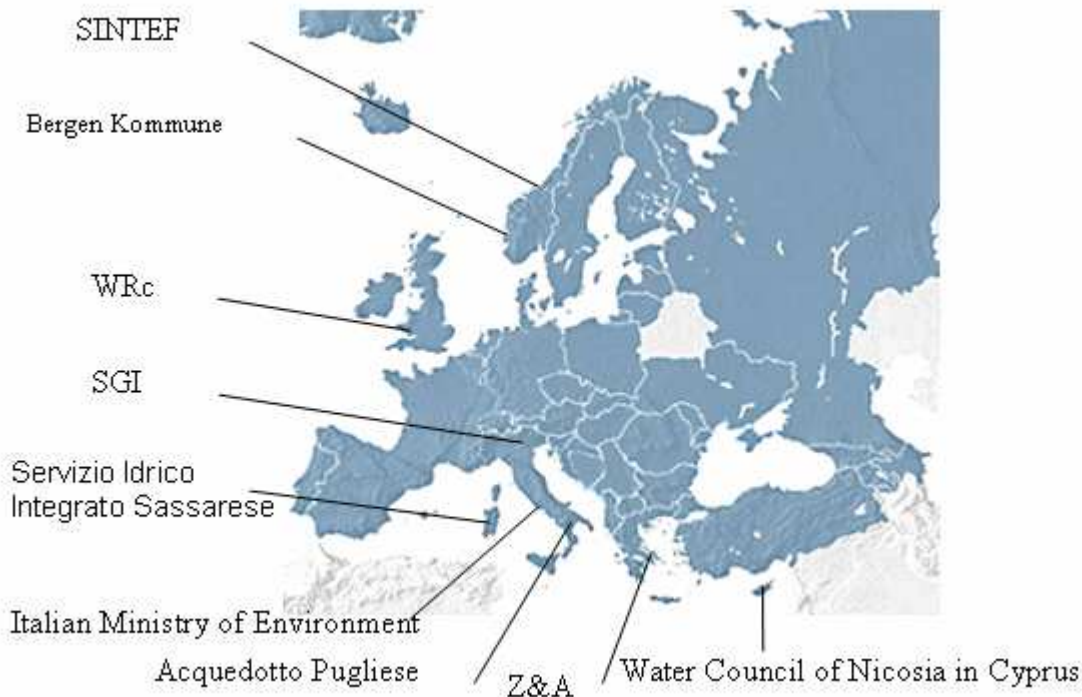 SINTEF
Bergen Kommune
WRc
SGI
Servizio Idrico
Integrato Sassarese
Italian Ministry of Environment
Acquedotto Pugliese
Z&A
Water Council of Nicosia in Cyprus